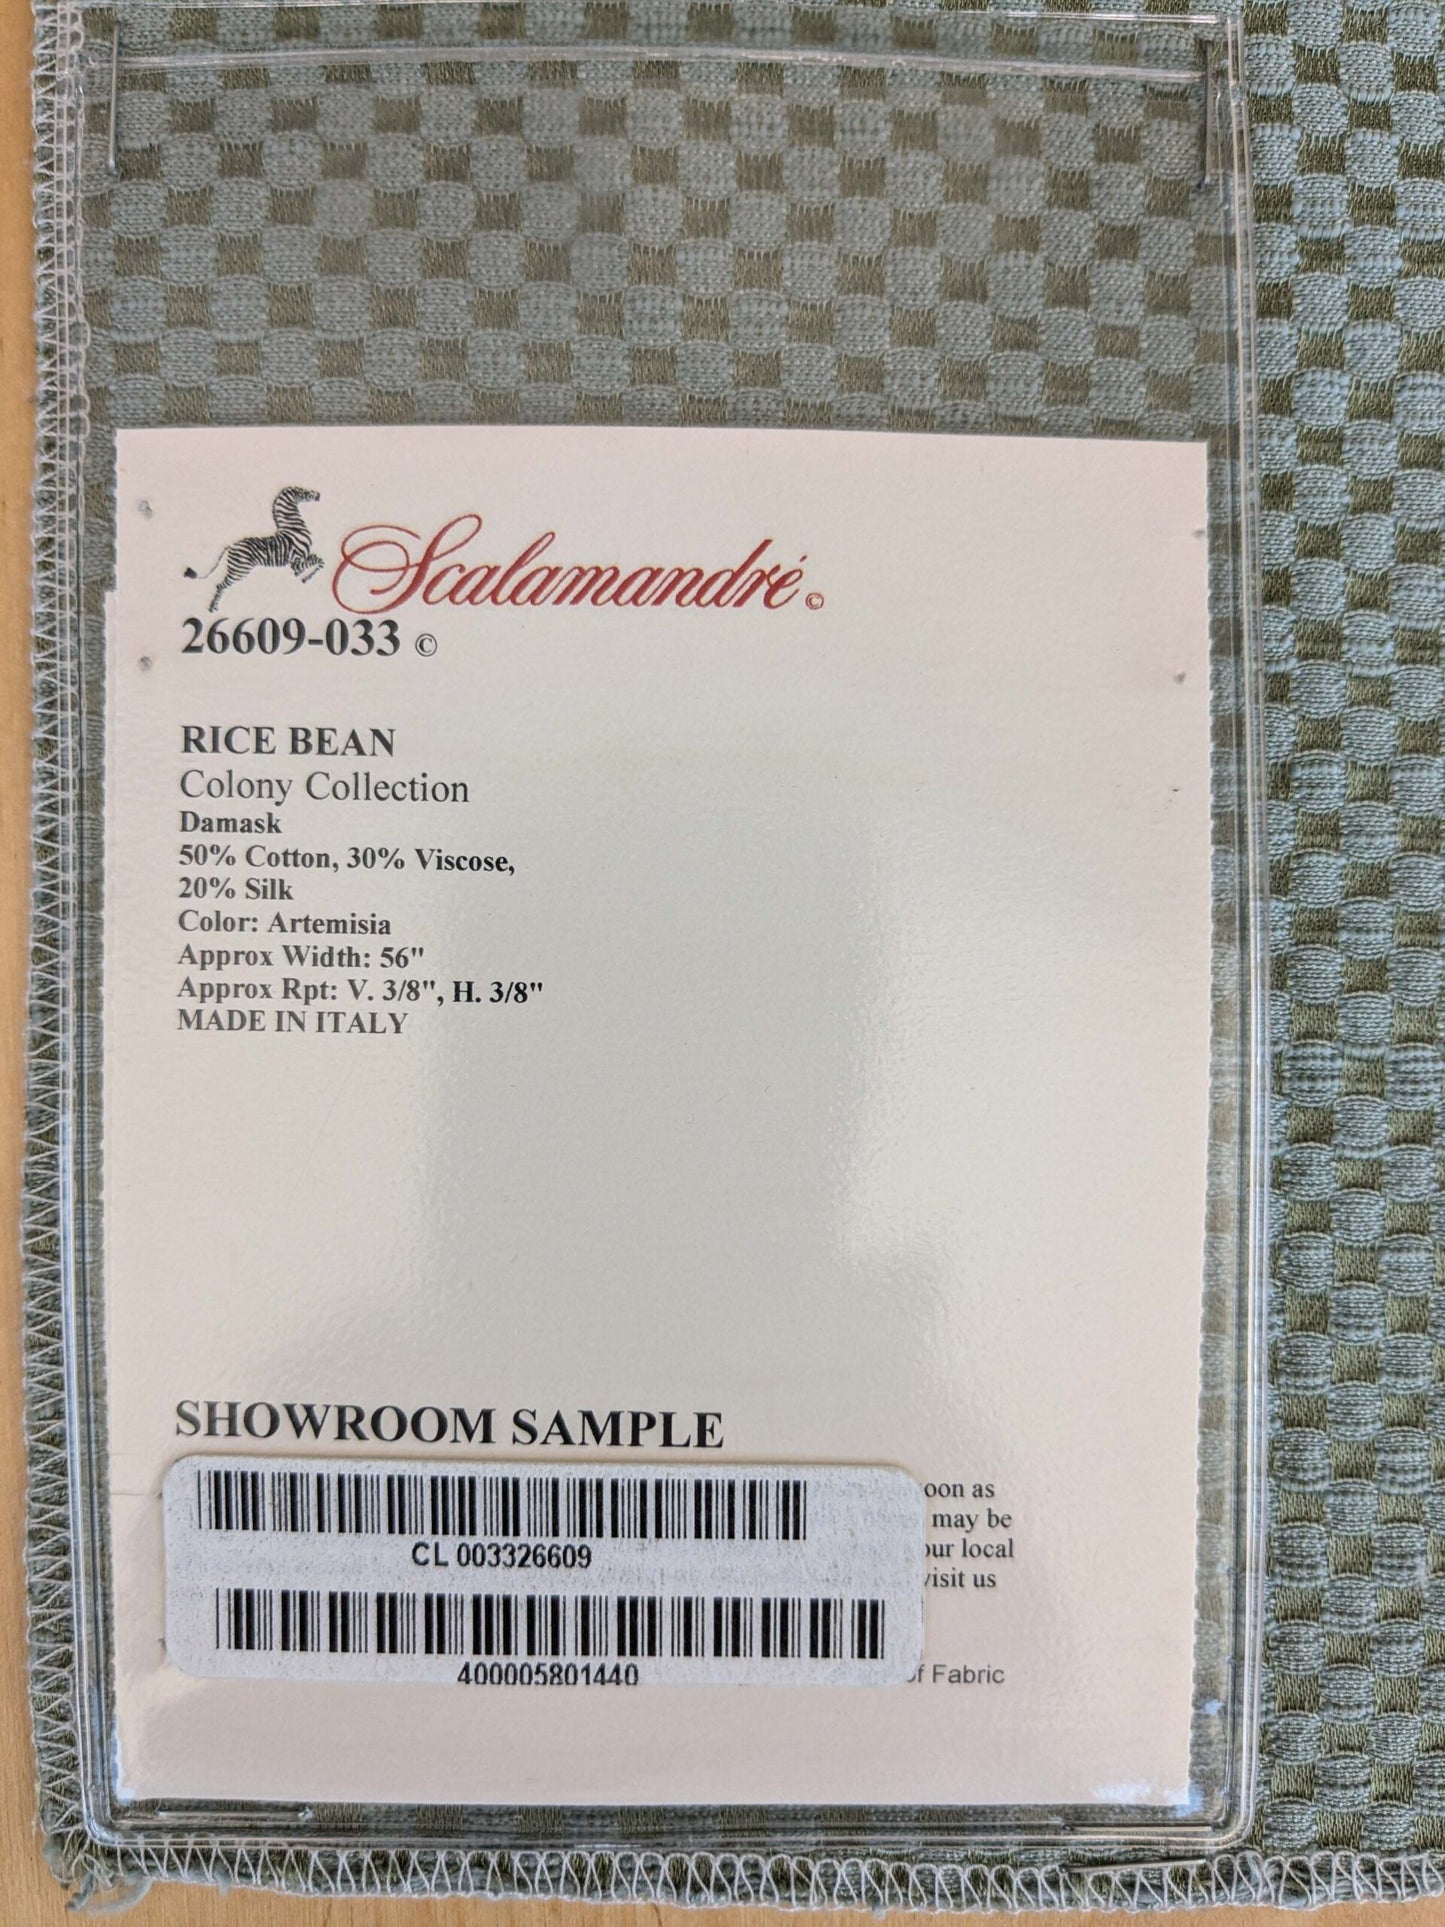 Scalamandré ©
26609-033 ©
RICE BEAN
Colony Collection
Damask
50% Cotton, 30% Viscose,
20% Silk
Color: Artemisia
Approx Width: 56"
Approx Rpt: V. 3/8", H. 3/8"
MADE IN ITALY
SHOWROOM SAMPLE
as
may be
local
visit us
Fabric
CL 003326609
400005801440